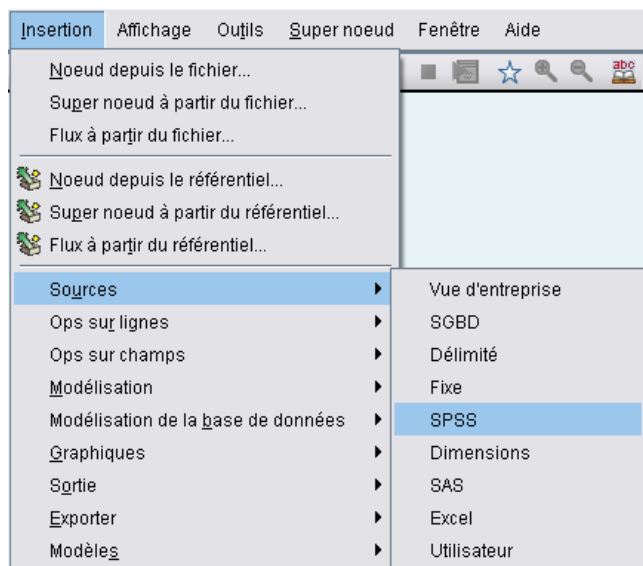 Insertion Affichage Outils Super noeud Fenêtre Aide
Noeud depuis le fichier...
abc
Super noeud à partir du fichier...
Flux à partir du fichier...
Noeud depuis le référentiel...
Super noeud à partir du référentiel...
Flux à partir du référentiel...
Sources
Ops sur lignes
Ops sur champs
Modélisation
Modélisation de la base de données
Graphiques
Sortie
Exporter
Modèles
Vue d'entreprise
SGBD
Délimité
Fixe
SPSS
Dimensions
SAS
Excel
Utilisateur